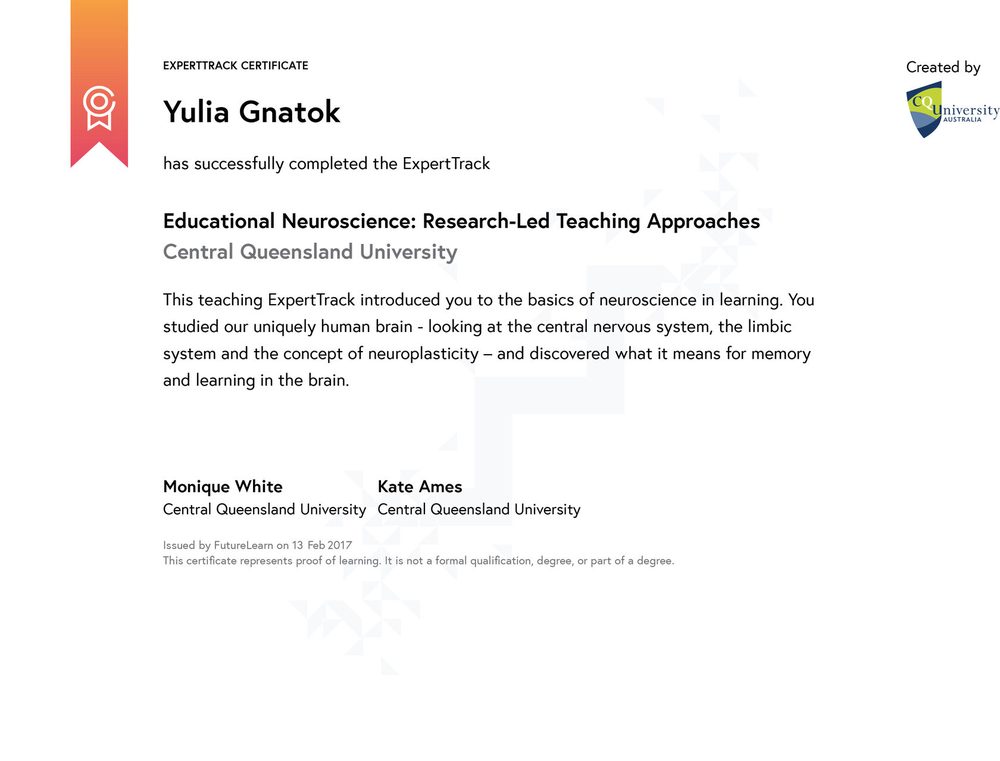 EXPERTTRACK CERTIFICATE
Created by
CQUniversity
AUSTRALIA
Yulia Gnatok
has successfully completed the ExpertTrack
Educational Neuroscience: Research-Led Teaching Approaches
Central Queensland University
This teaching ExpertTrack introduced you to the basics of neuroscience in learning. You
studied our uniquely human brain - looking at the central nervous system, the limbic
system and the concept of neuroplasticity – and discovered what it means for memory
and learning in the brain.
Monique White
Central Queensland University
Kate Ames
Central Queensland University
Issued by FutureLearn on 13 Feb 2017
This certificate represents proof of learning. It is not a formal qualification, degree, or part of a degree.